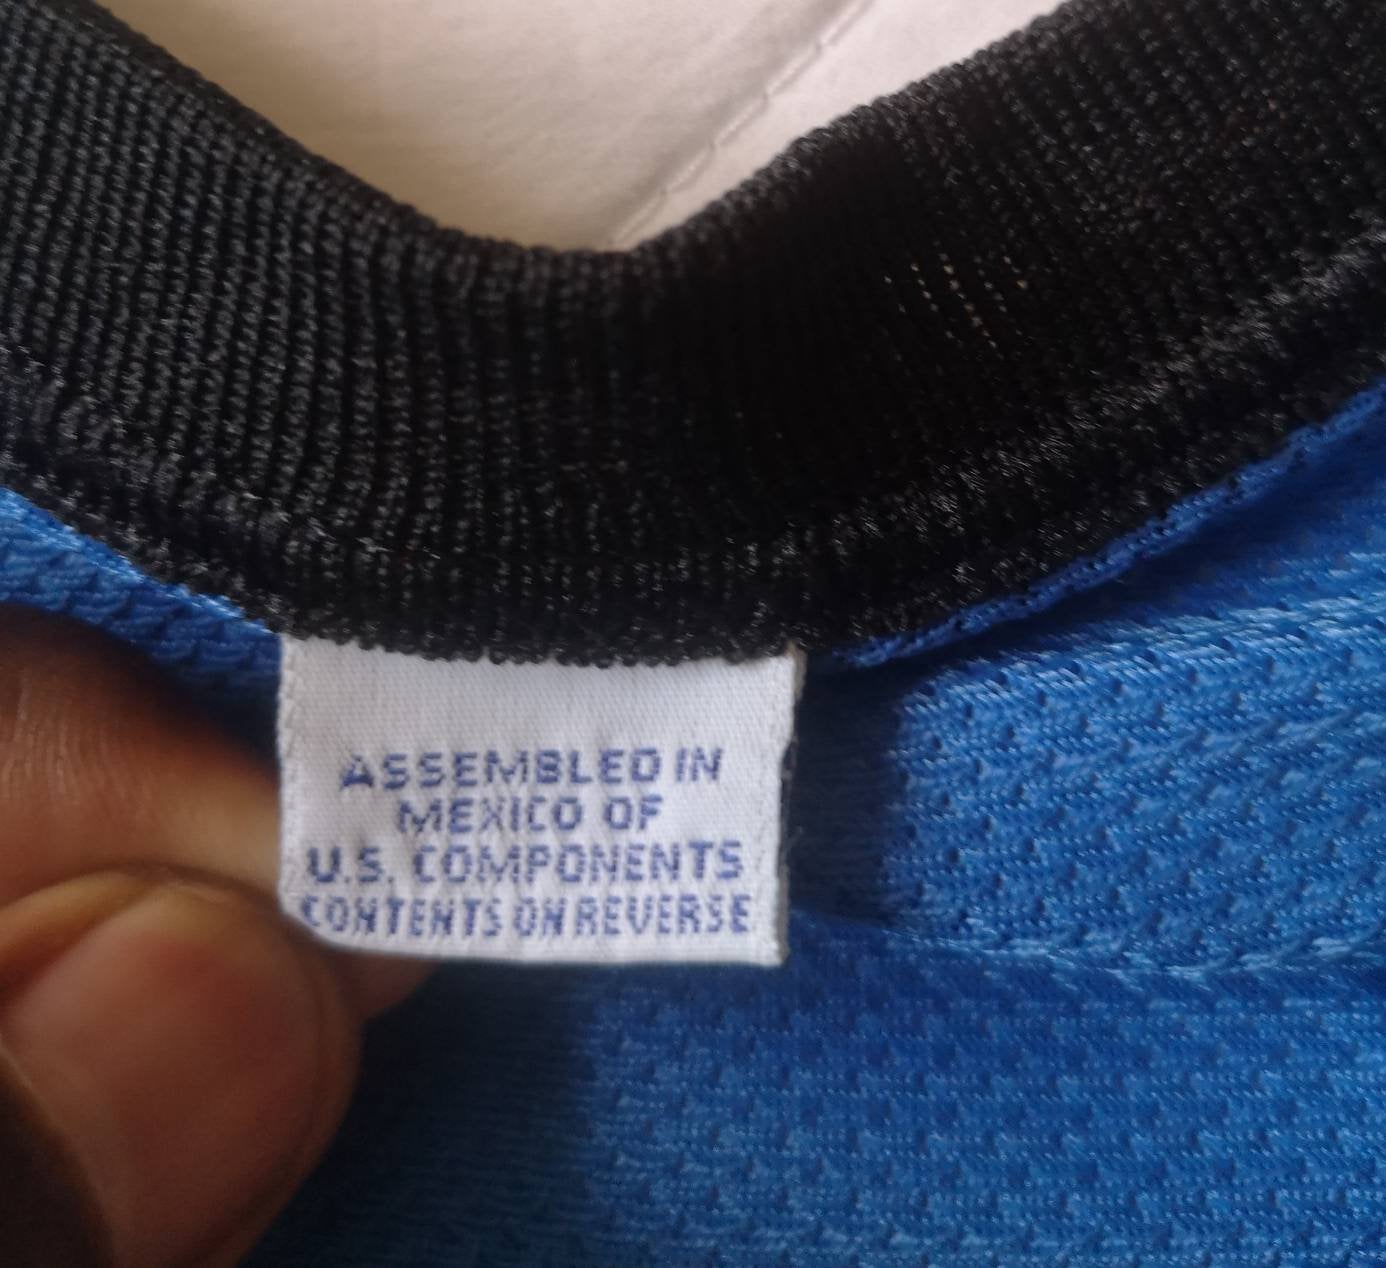 ASSEMBLED IN
MEXICO OF
U.S. COMPONENTS
CONTENTS ON REVERSE